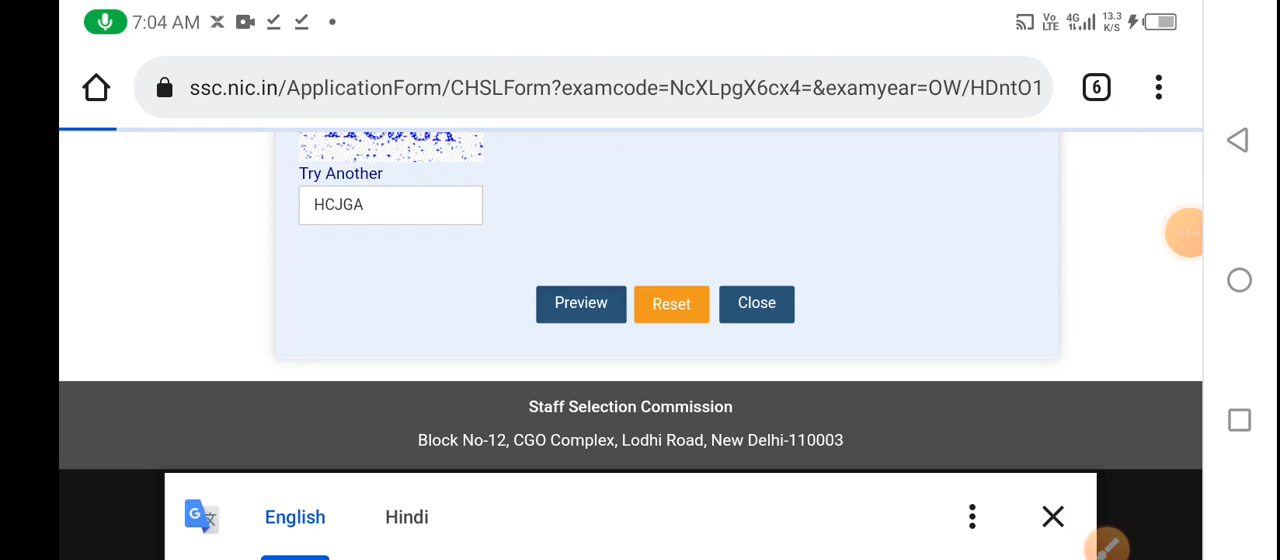 7:04 AM
Vo LTE 4G 13.3 K/S
ssc.nic.in/ApplicationForm/CHSLForm?examcode=NcXLpgX6cx4=&examyear=OW/HDntO1
6
Try Another
HCJGA
Preview Reset Close
Staff Selection Commission
Block No-12, CGO Complex, Lodhi Road, New Delhi-110003
G English Hindi